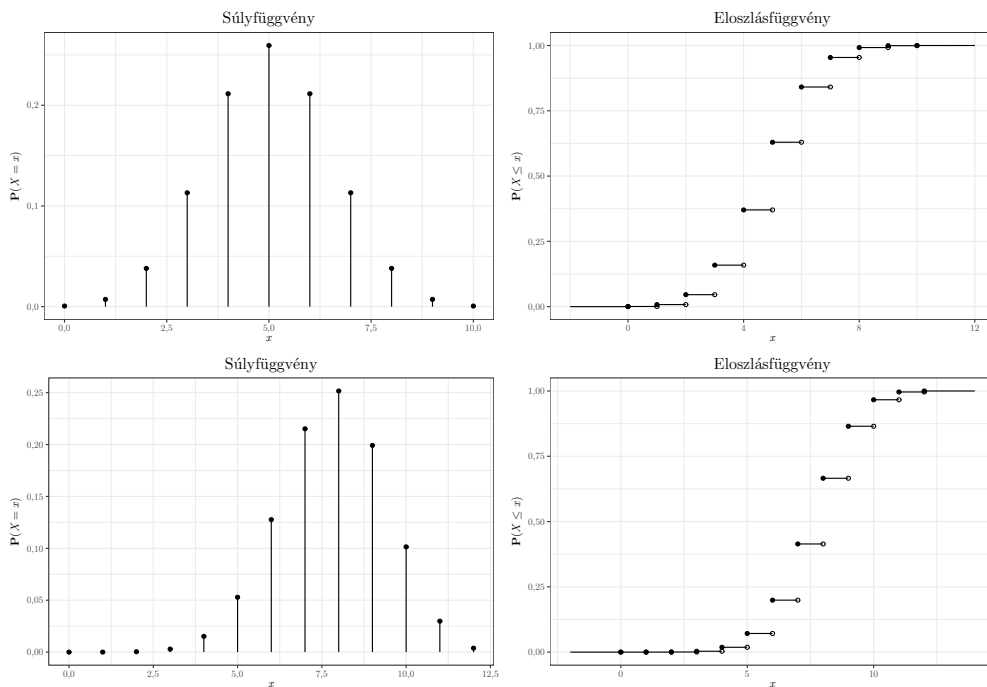 Súlyfüggvény
Eloszlásfüggvény
P(X = x)
0,2
0,1
0,0
0,0 2,5 5,0 7,5 10,0
x
P(X ≤ x)
1,00
0,75
0,50
0,25
0,00
0 4 8 12
x
Súlyfüggvény
Eloszlásfüggvény
P(X = x)
0,25
0,20
0,15
0,10
0,05
0,00
0,0 2,5 5,0 7,5 10,0 12,5
x
P(X ≤ x)
1,00
0,75
0,50
0,25
0,00
0 5 10
x